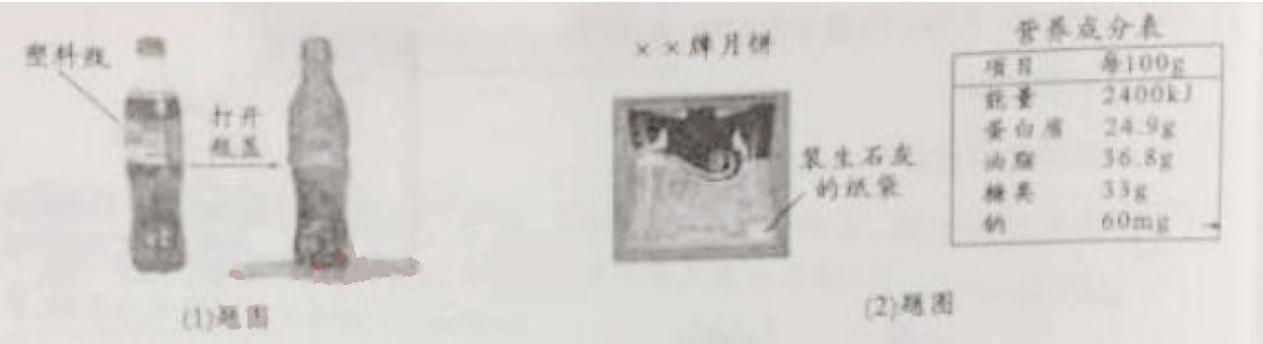 塑料瓶
打开
瓶盖
(1)题图
××牌月饼
装生石灰
的纸袋
营养成分表
项目 每100g
能量 2400kJ
蛋白质 24.9g
油脂 36.8g
糖类 33g
钠 60mg
(2)题图